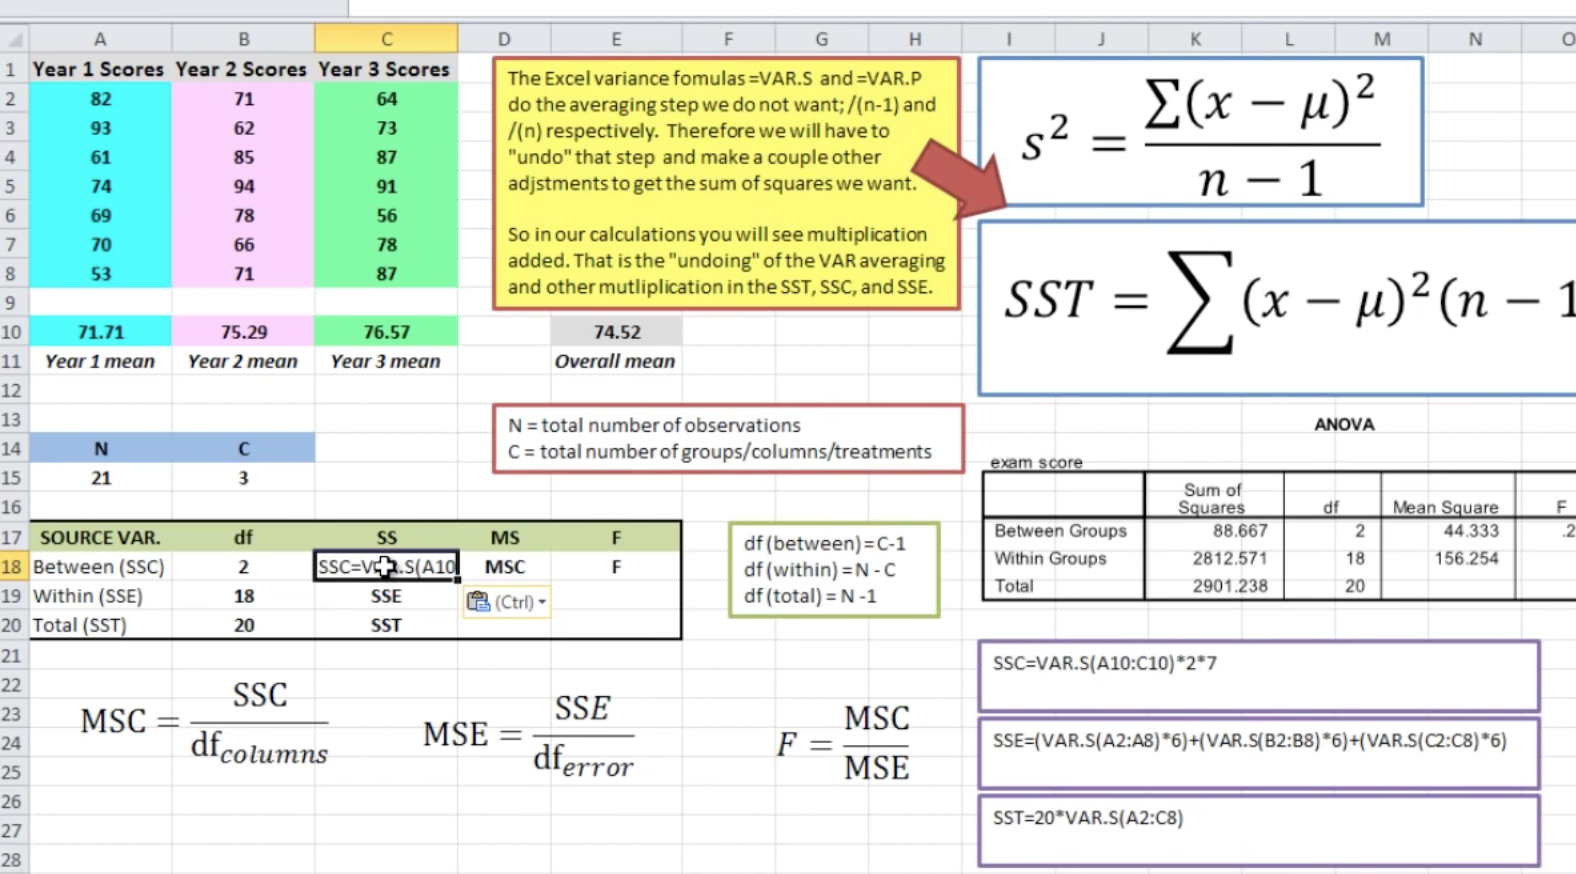 A B C D E F G H I J K L M N O
1 Year 1 Scores Year 2 Scores Year 3 Scores
2 82 71 64
3 93 62 73
4 61 85 87
5 74 94 91
6 69 78 56
7 70 66 78
8 53 71 87
9
10 71.71 75.29 76.57 74.52
11 Year 1 mean Year 2 mean Year 3 mean Overall mean
12
13
14 N C
15 21 3
16
17 SOURCE VAR. df SS MS F
18 Between (SSC) 2 SSC=V .S(A10 MSC F
19 Within (SSE) 18 SSE
20 Total (SST) 20 SST
21
22
23
24
25
26
27
28
The Excel variance fomulas =VAR.S and =VAR.P
do the averaging step we do not want; /(n-1) and
/(n) respectively. Therefore we will have to
"undo" that step and make a couple other
adjstments to get the sum of squares we want.
So in our calculations you will see multiplication
added. That is the "undoing" of the VAR averaging
and other mutliplication in the SST, SSC, and SSE.
s² = ∑(x − μ)² / n − 1
SST = ∑(x − μ)²(n − 1
N = total number of observations
C = total number of groups/columns/treatments
(Ctrl)
df (between) = C-1
df (within) = N - C
df (total) = N -1
ANOVA
exam score
Sum of Squares df Mean Square F
Between Groups 88.667 2 44.333 .2
Within Groups 2812.571 18 156.254
Total 2901.238 20
MSC = SSC / df columns
MSE = SSE / df error
F = MSC / MSE
SSC=VAR.S(A10:C10)*2*7
SSE=(VAR.S(A2:A8)*6)+(VAR.S(B2:B8)*6)+(VAR.S(C2:C8)*6)
SST=20*VAR.S(A2:C8)